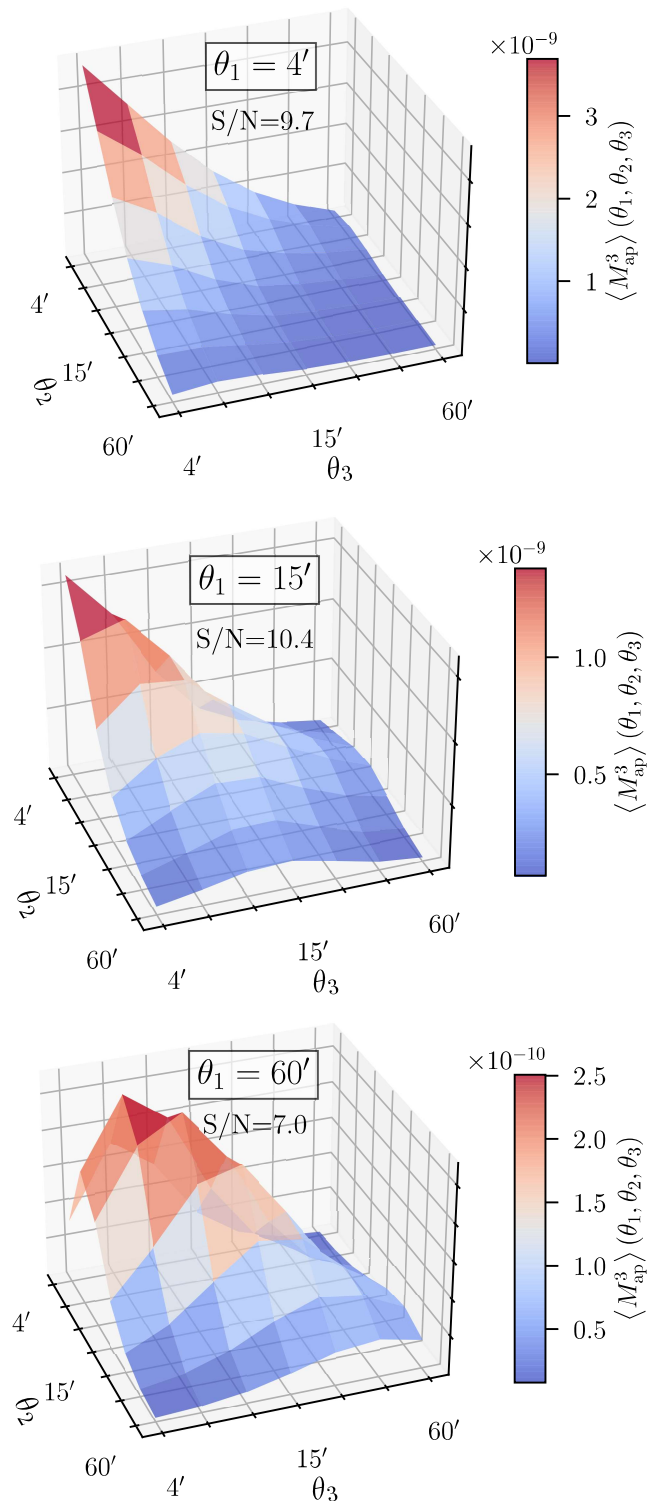 ×10⁻⁹
θ₁ = 4′
S/N=9.7
3
2
1
⟨M³ₐₚ⟩ (θ₁, θ₂, θ₃)
4′
15′
60′
θ₂
4′
15′
60′
θ₃
×10⁻⁹
θ₁ = 15′
S/N=10.4
1.0
0.5
⟨M³ₐₚ⟩ (θ₁, θ₂, θ₃)
4′
15′
60′
θ₂
4′
15′
60′
θ₃
×10⁻¹⁰
θ₁ = 60′
S/N=7.0
2.5
2.0
1.5
1.0
0.5
⟨M³ₐₚ⟩ (θ₁, θ₂, θ₃)
4′
15′
60′
θ₂
4′
15′
60′
θ₃